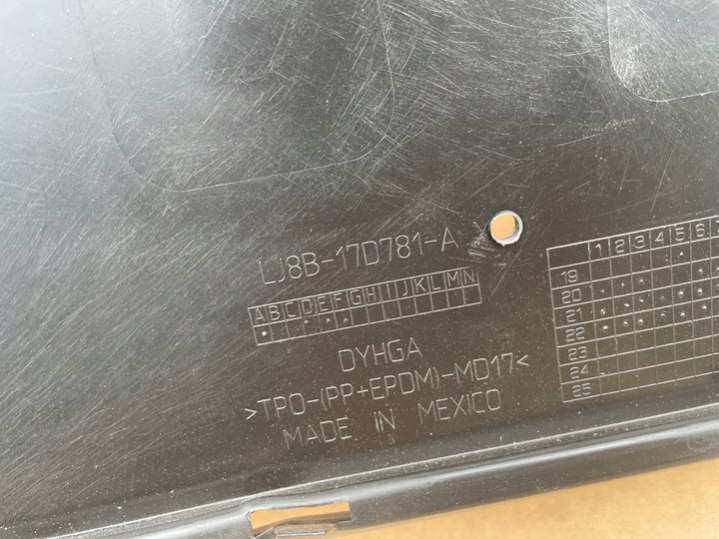 LJ8B-17D781-A
A B C D E F G H I J K L M N
DYHGA
>TPO-(PP+EPDM)-MD17<
MADE IN MEXICO
1 2 3 4 5 6 7
19
20
21
22
23
24
25